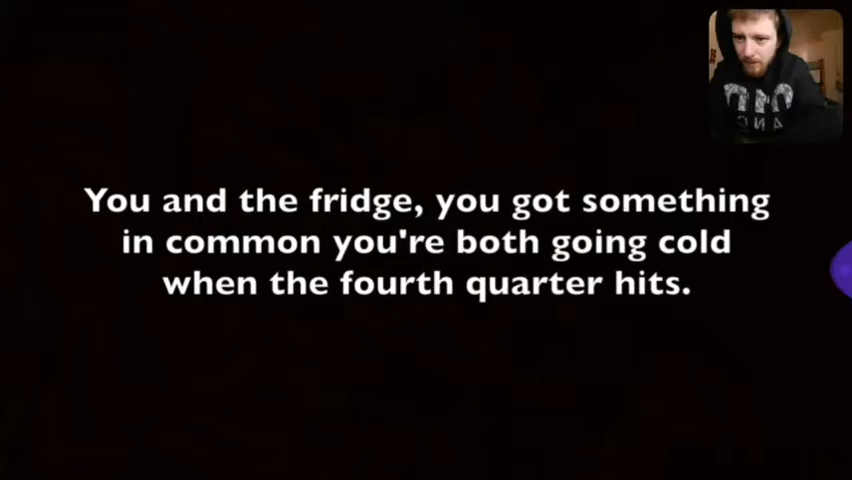 You and the fridge, you got something
in common you're both going cold
when the fourth quarter hits.